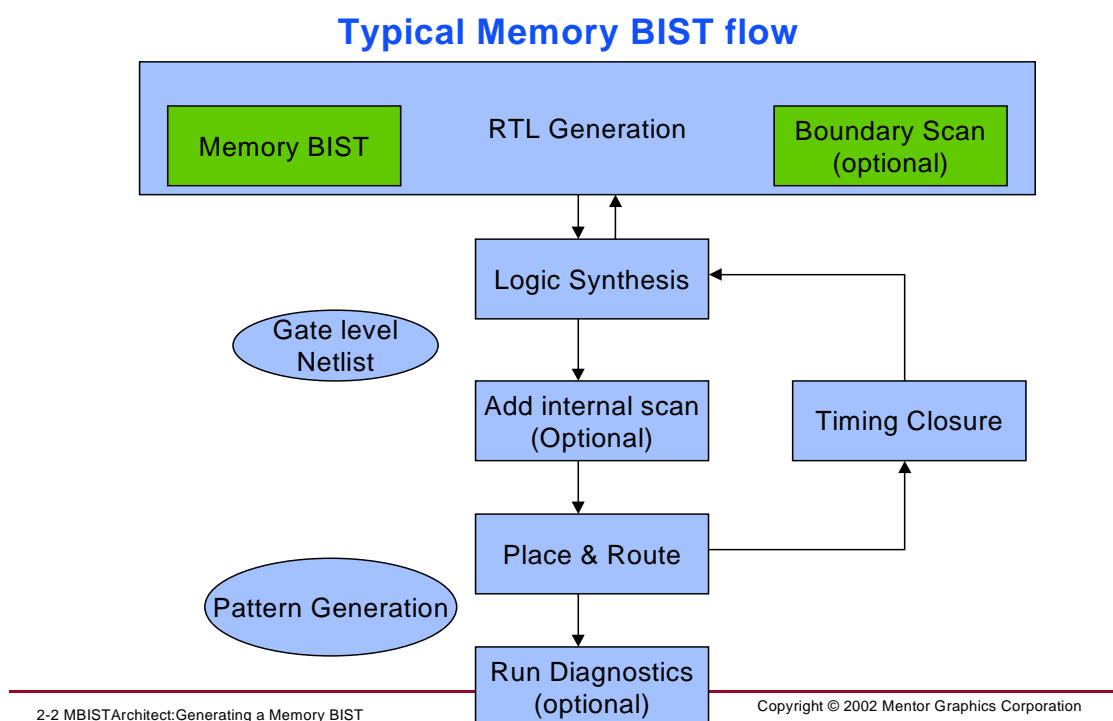 Typical Memory BIST flow
RTL Generation
Memory BIST
Boundary Scan
(optional)
Logic Synthesis
Gate level
Netlist
Add internal scan
(Optional)
Timing Closure
Place & Route
Pattern Generation
Run Diagnostics
(optional)
2-2 MBISTArchitect:Generating a Memory BIST
Copyright © 2002 Mentor Graphics Corporation